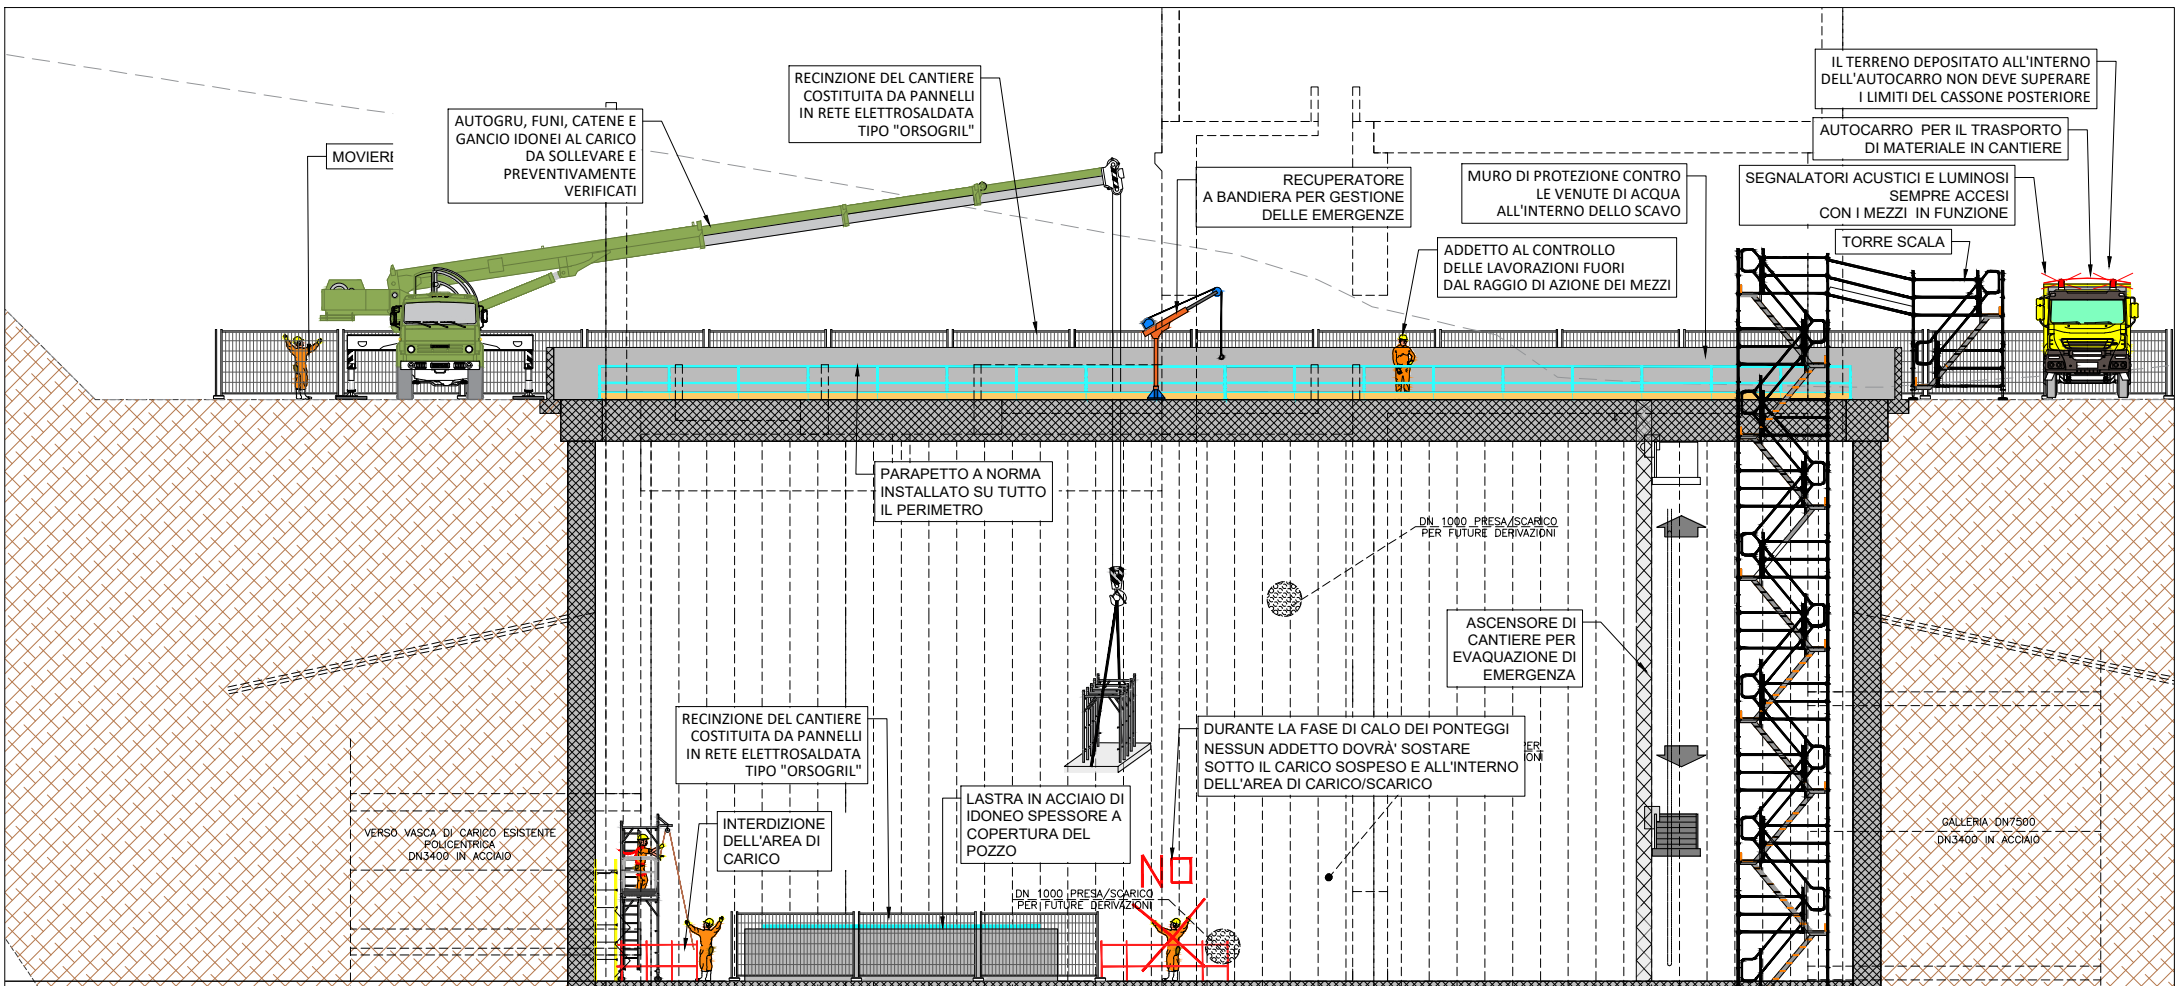 RECINZIONE DEL CANTIERE
COSTITUITA DA PANNELLI
IN RETE ELETTROSALDATA
TIPO "ORSOGRIL"
IL TERRENO DEPOSITATO ALL'INTERNO
DELL'AUTOCARRO NON DEVE SUPERARE
I LIMITI DEL CASSONE POSTERIORE
AUTOGRU, FUNI, CATENE E
GANCIO IDONEI AL CARICO
DA SOLLEVARE E
PREVENTIVAMENTE
VERIFICATI
MOVIERE
AUTOCARRO PER IL TRASPORTO
DI MATERIALE IN CANTIERE
RECUPERATORE
A BANDIERA PER GESTIONE
DELLE EMERGENZE
MURO DI PROTEZIONE CONTRO
LE VENUTE DI ACQUA
ALL'INTERNO DELLO SCAVO
SEGNALATORI ACUSTICI E LUMINOSI
SEMPRE ACCESI
CON I MEZZI IN FUNZIONE
TORRE SCALA
ADDETTO AL CONTROLLO
DELLE LAVORAZIONI FUORI
DAL RAGGIO DI AZIONE DEI MEZZI
PARAPETTO A NORMA
INSTALLATO SU TUTTO
IL PERIMETRO
DN 1000 PRESA/SCARICO
PER FUTURE DERIVAZIONI
ASCENSORE DI
CANTIERE PER
EVAQUAZIONE DI
EMERGENZA
RECINZIONE DEL CANTIERE
COSTITUITA DA PANNELLI
IN RETE ELETTROSALDATA
TIPO "ORSOGRIL"
DURANTE LA FASE DI CALO DEI PONTEGGI
NESSUN ADDETTO DOVRÀ' SOSTARE
SOTTO IL CARICO SOSPESO E ALL'INTERNO
DELL'AREA DI CARICO/SCARICO
LASTRA IN ACCIAIO DI
IDONEO SPESSORE A
COPERTURA DEL
POZZO
INTERDIZIONE
DELL'AREA DI
CARICO
VERSO VASCA DI CARICO ESISTENTE
POLICENTRICA
DN3400 IN ACCIAIO
GALLERIA DN7500
DN3400 IN ACCIAIO
NO
DN 1000 PRESA/SCARICO
PER FUTURE DERIVAZIONI